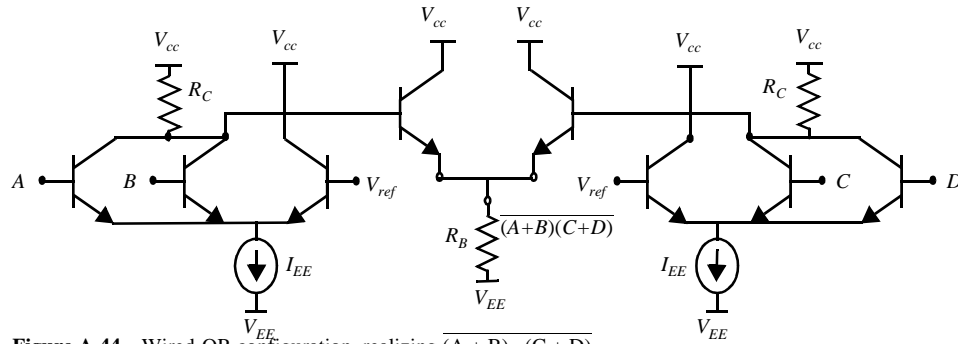 V_cc V_cc
V_cc V_cc V_cc V_cc
R_C R_C
A B V_ref V_ref C D
R_B \overline{(A+B)(C+D)}
I_EE I_EE
V_EE
V_EE V_EE
Figure A.44 Wired-OR configuration, realizing \overline{(A + B) · (C + D)}